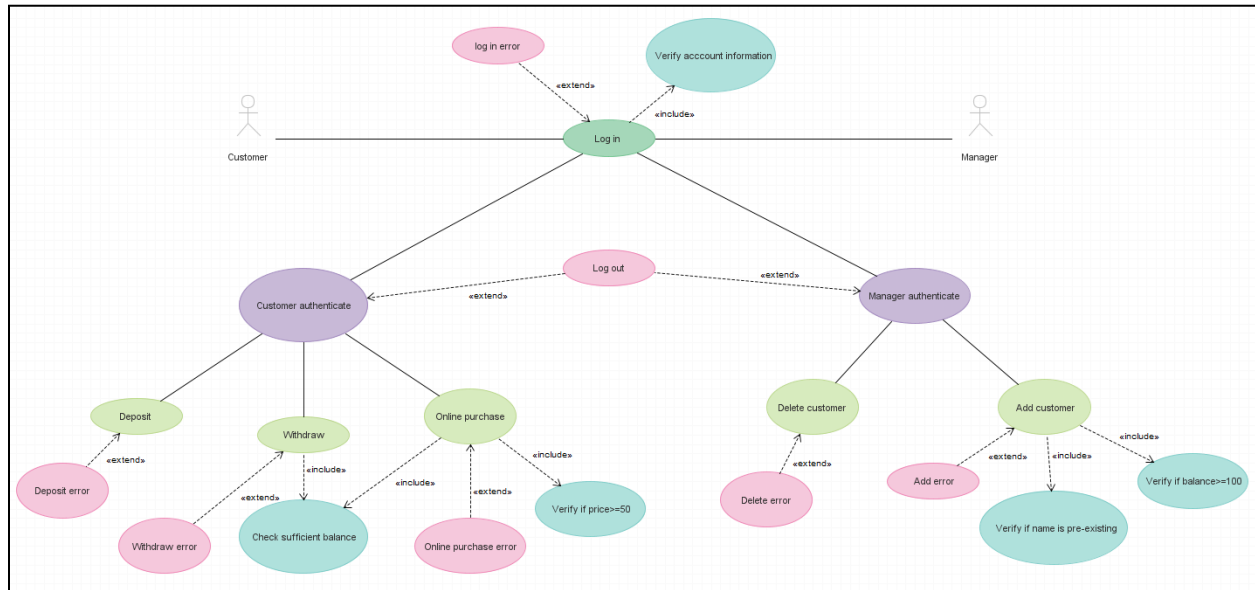 log in error
Verify acccount information
«extend»
«include»
Customer
Log in
Manager
Log out
«extend»
«extend»
Customer authenticate
Manager authenticate
Deposit
Withdraw
Online purchase
Delete customer
Add customer
«extend»
«extend»
«include»
«include»
«extend»
«include»
«extend»
«extend»
«include»
«include»
Deposit error
Withdraw error
Check sufficient balance
Online purchase error
Verify if price>=50
Delete error
Add error
Verify if name is pre-existing
Verify if balance>=100